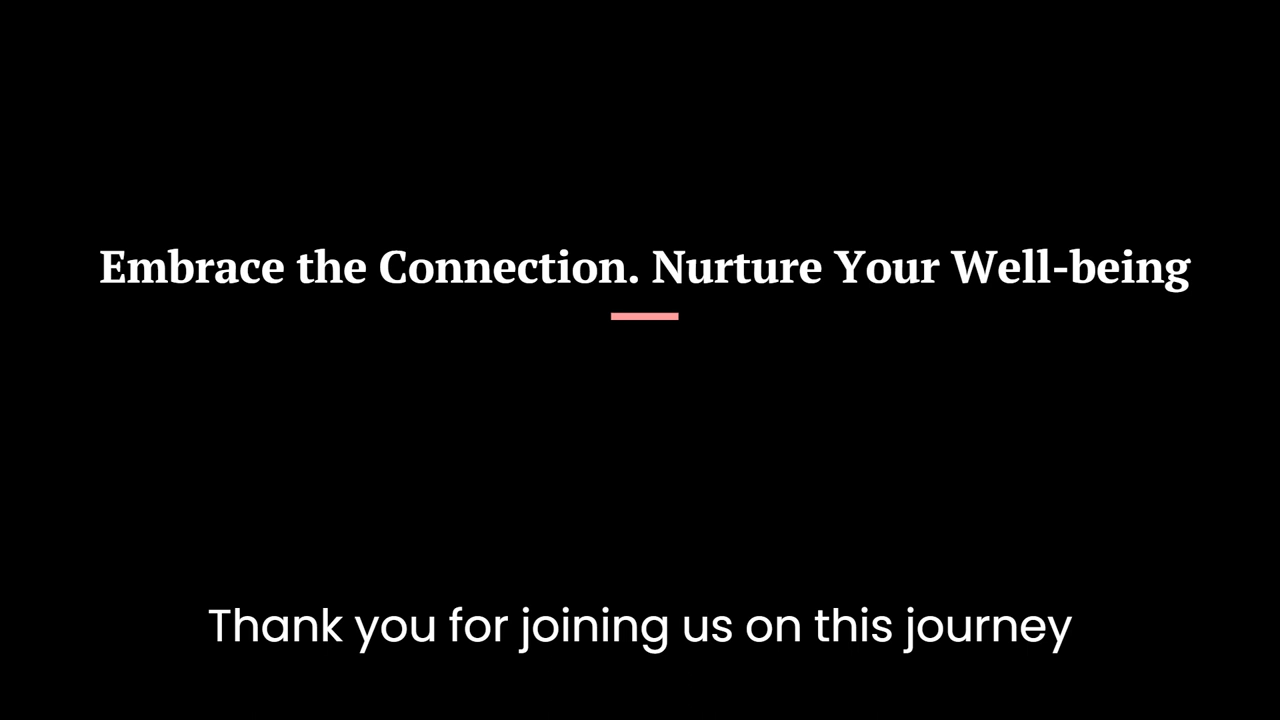 Embrace the Connection. Nurture Your Well-being
Thank you for joining us on this journey